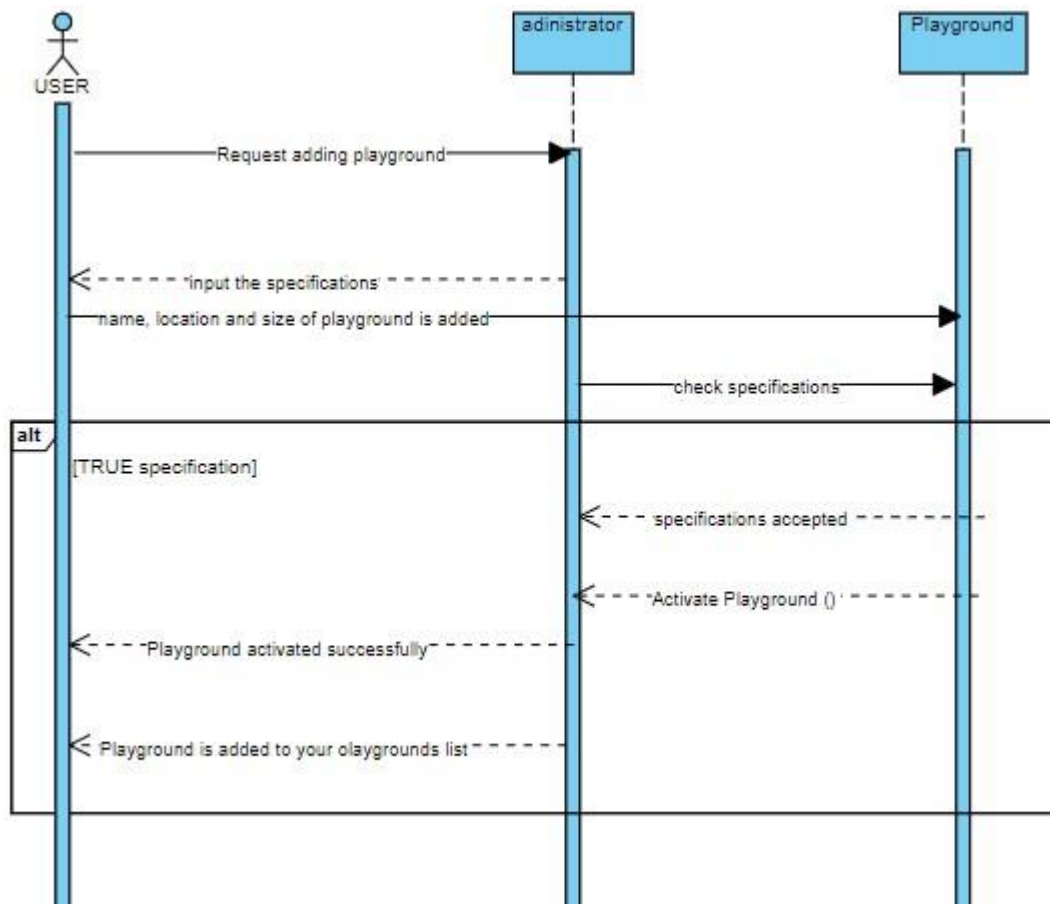 adinistrator
Playground
USER
Request adding playground
input the specifications
name, location and size of playground is added
check specifications
alt
[TRUE specification]
specifications accepted
Activate Playground ()
Playground activated successfully
Playground is added to your olaygrounds list